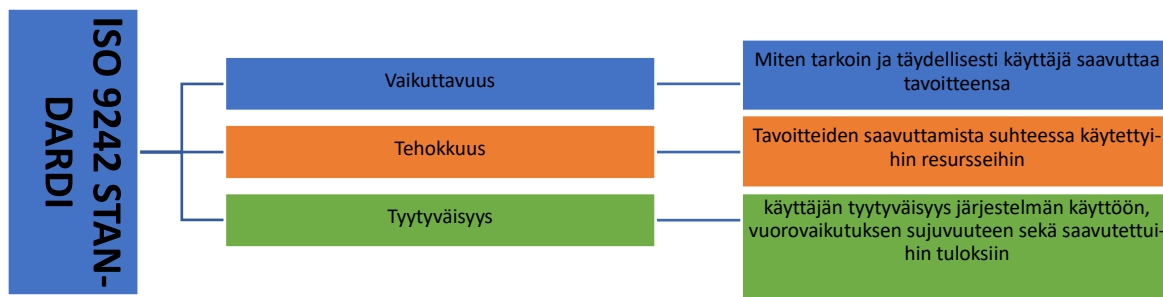 ISO 9242 STAN-
DARDI
Vaikuttavuus
Miten tarkoin ja täydellisesti käyttäjä saavuttaa
tavoitteensa
Tehokkuus
Tavoitteiden saavuttamista suhteessa käytettyi-
hin resursseihin
Tyytyväisyys
käyttäjän tyytyväisyys järjestelmän käyttöön,
vuorovaikutuksen sujuvuuteen sekä saavutettui-
hin tuloksiin